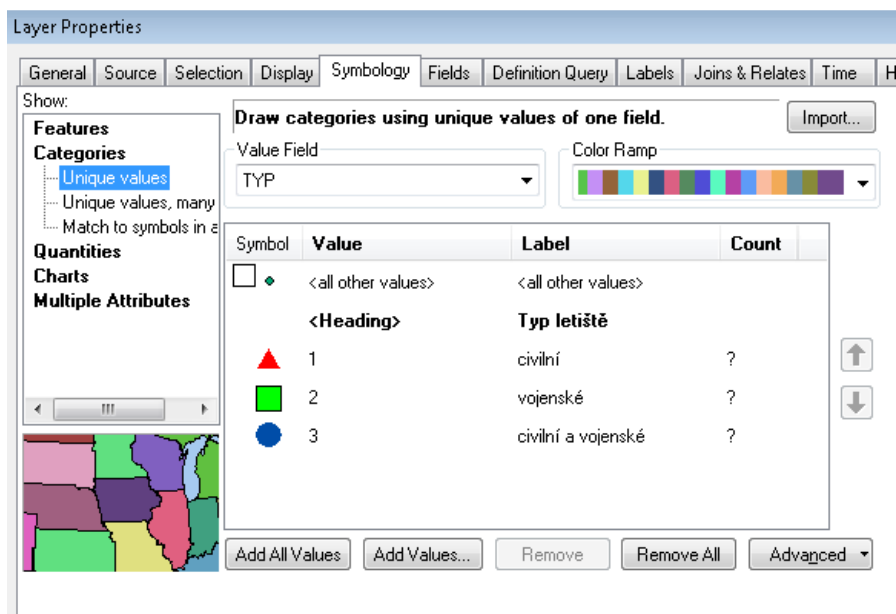 Layer Properties
General Source Selection Display Symbology Fields Definition Query Labels Joins & Relates Time H
Show:
Features
Categories
Unique values
Unique values, many
Match to symbols in a
Quantities
Charts
Multiple Attributes
Draw categories using unique values of one field.
Import...
Value Field
TYP
Color Ramp
Symbol Value Label Count
<all other values> <all other values>
<Heading> Typ letiště
1 civilní ?
2 vojenské ?
3 civilní a vojenské ?
Add All Values Add Values... Remove Remove All Advanced